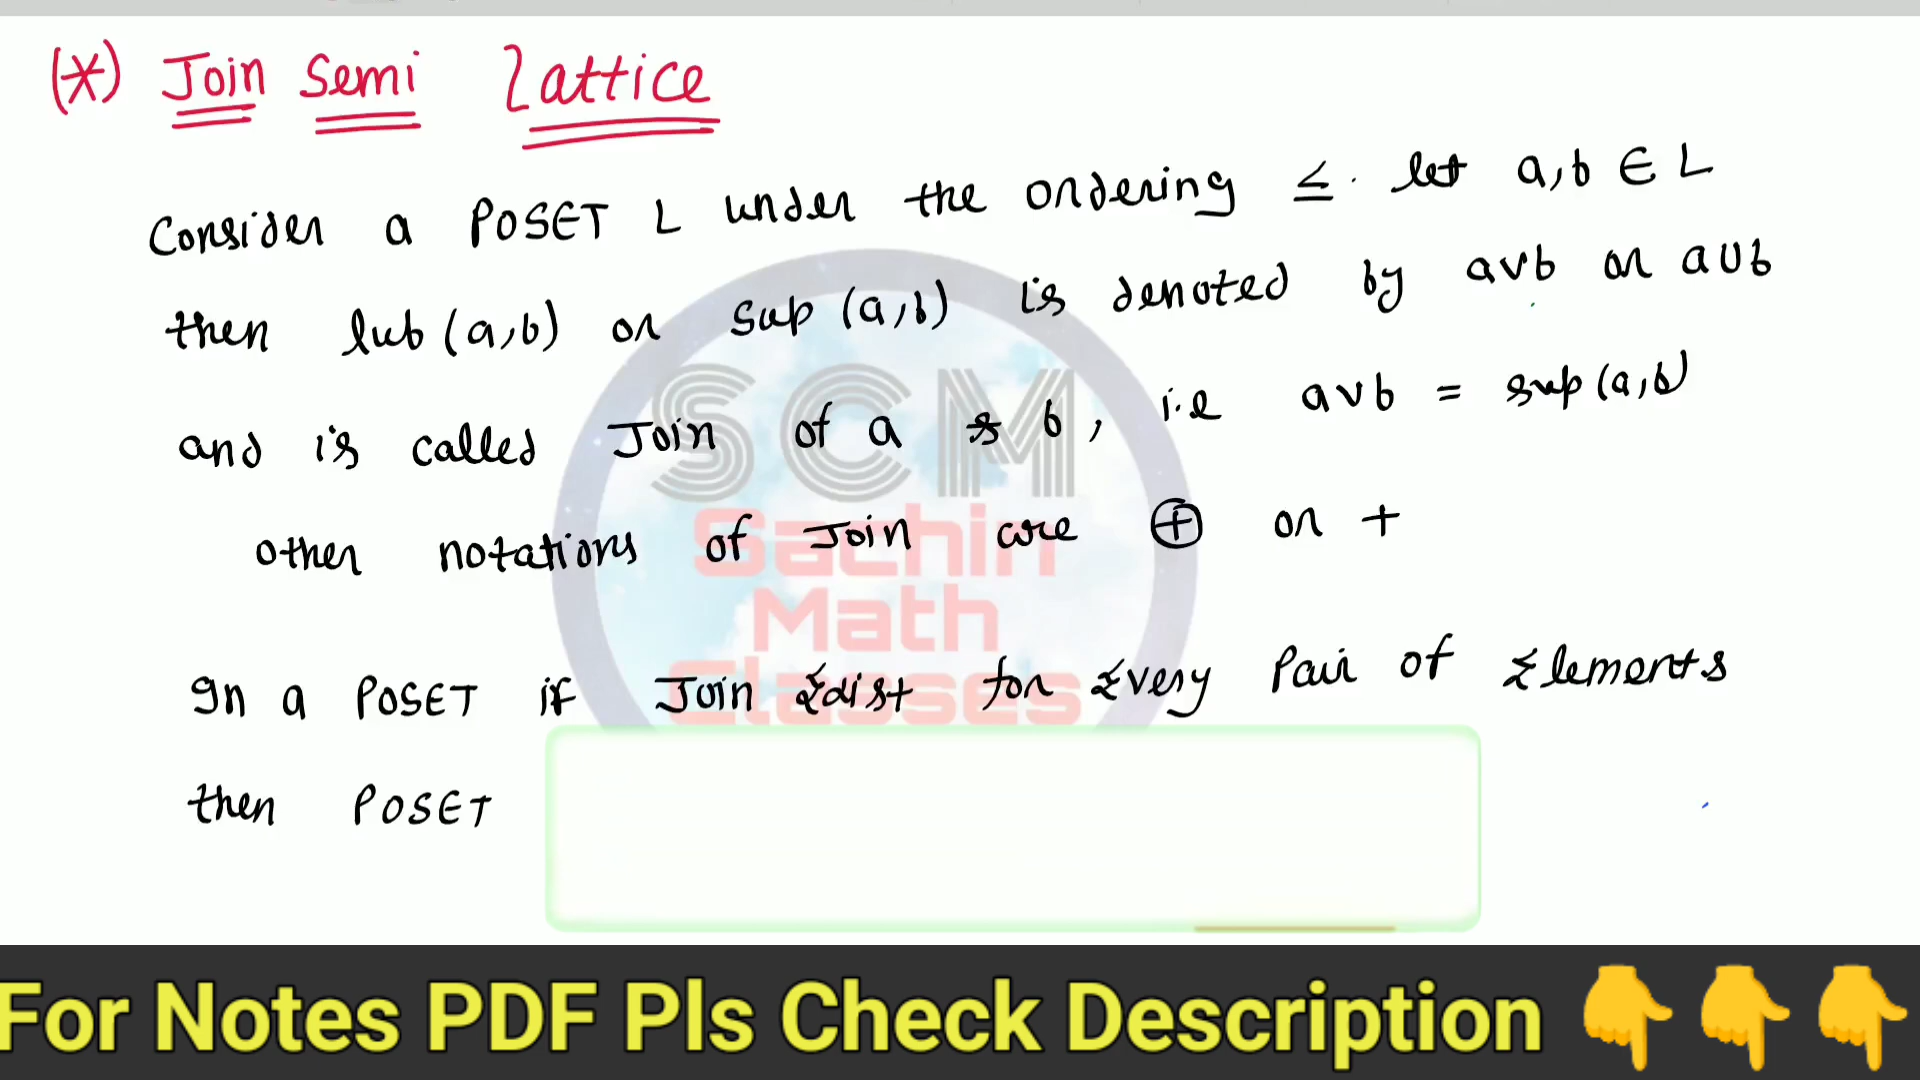 (*) Join Semi Lattice
Consider a POSET L under the ordering ≤. let a,b ∈ L
then lub (a,b) or sup (a,b) is denoted by a∨b or a∪b
and is called Join of a & b, i.e a∨b = sup(a,b)
other notations of Join are ⊕ or +
In a POSET if Join Exist for Every Pair of Elements
then POSET
SCM
Sachin
Math
Classes
For Notes PDF Pls Check Description 👇👇👇